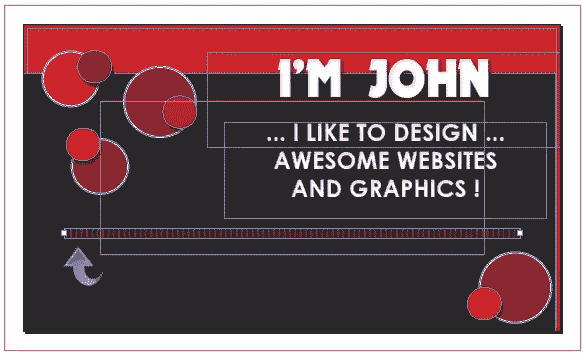 I'M JOHN
... I LIKE TO DESIGN ...
AWESOME WEBSITES
AND GRAPHICS !